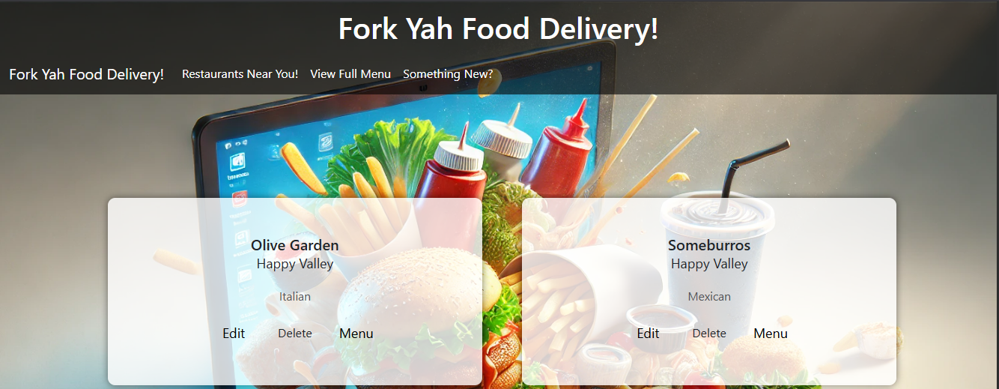 Fork Yah Food Delivery!
Fork Yah Food Delivery! Restaurants Near You! View Full Menu Something New?
Olive Garden
Happy Valley
Italian
Edit Delete Menu
Someburros
Happy Valley
Mexican
Edit Delete Menu